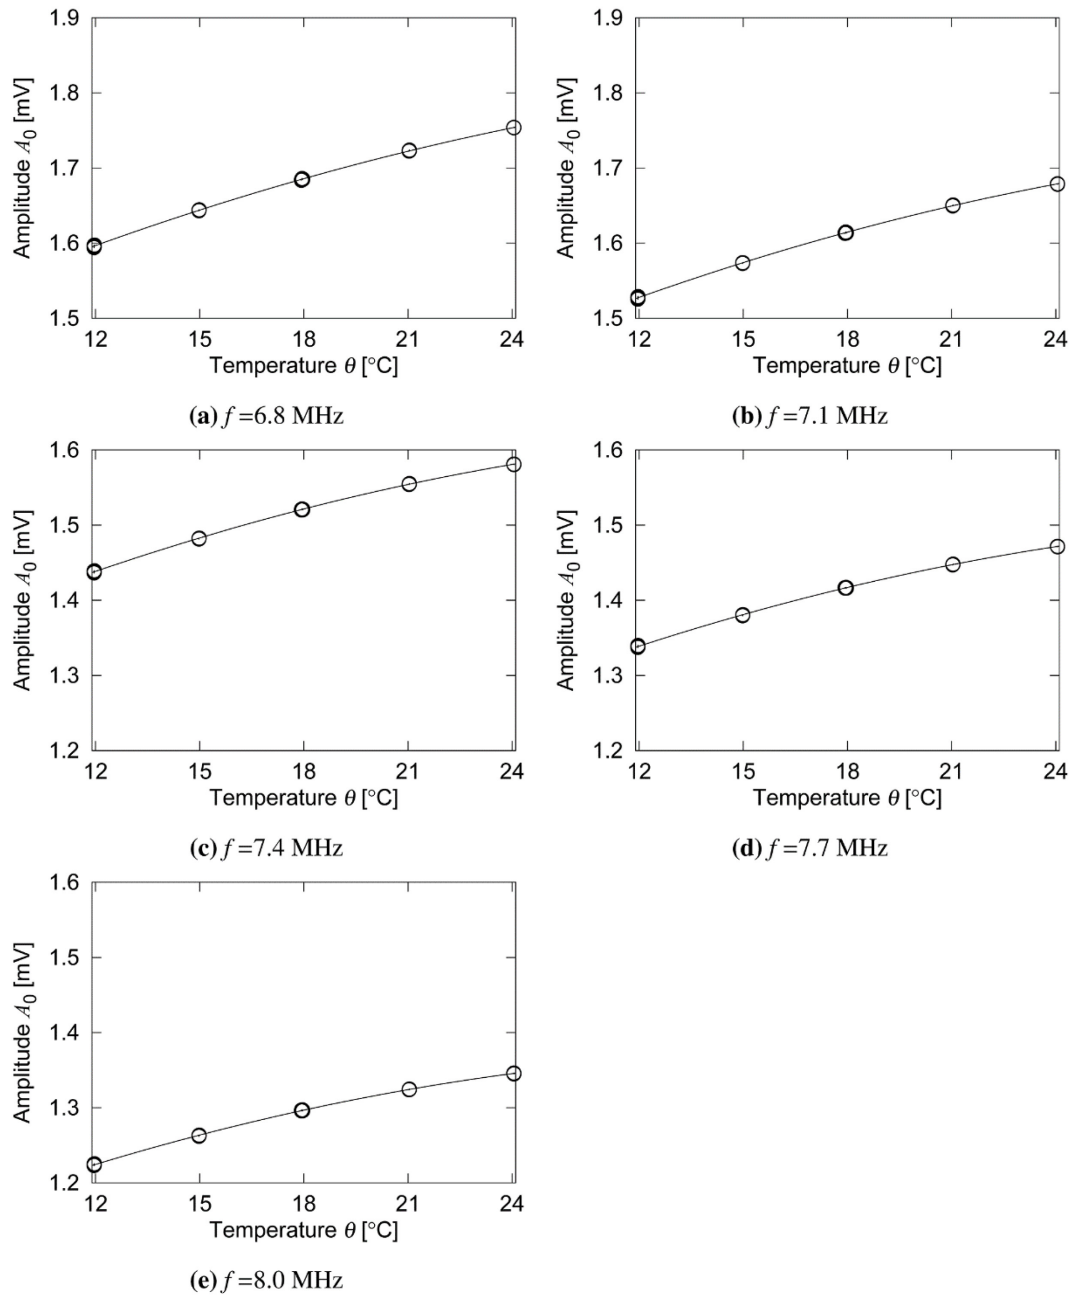 1.9
1.8
1.7
1.6
1.5
Amplitude A0 [mV]
12 15 18 21 24
Temperature θ [°C]
(a) f=6.8 MHz
1.9
1.8
1.7
1.6
1.5
Amplitude A0 [mV]
12 15 18 21 24
Temperature θ [°C]
(b) f=7.1 MHz
1.6
1.5
1.4
1.3
1.2
Amplitude A0 [mV]
12 15 18 21 24
Temperature θ [°C]
(c) f=7.4 MHz
1.6
1.5
1.4
1.3
1.2
Amplitude A0 [mV]
12 15 18 21 24
Temperature θ [°C]
(d) f=7.7 MHz
1.6
1.5
1.4
1.3
1.2
Amplitude A0 [mV]
12 15 18 21 24
Temperature θ [°C]
(e) f=8.0 MHz